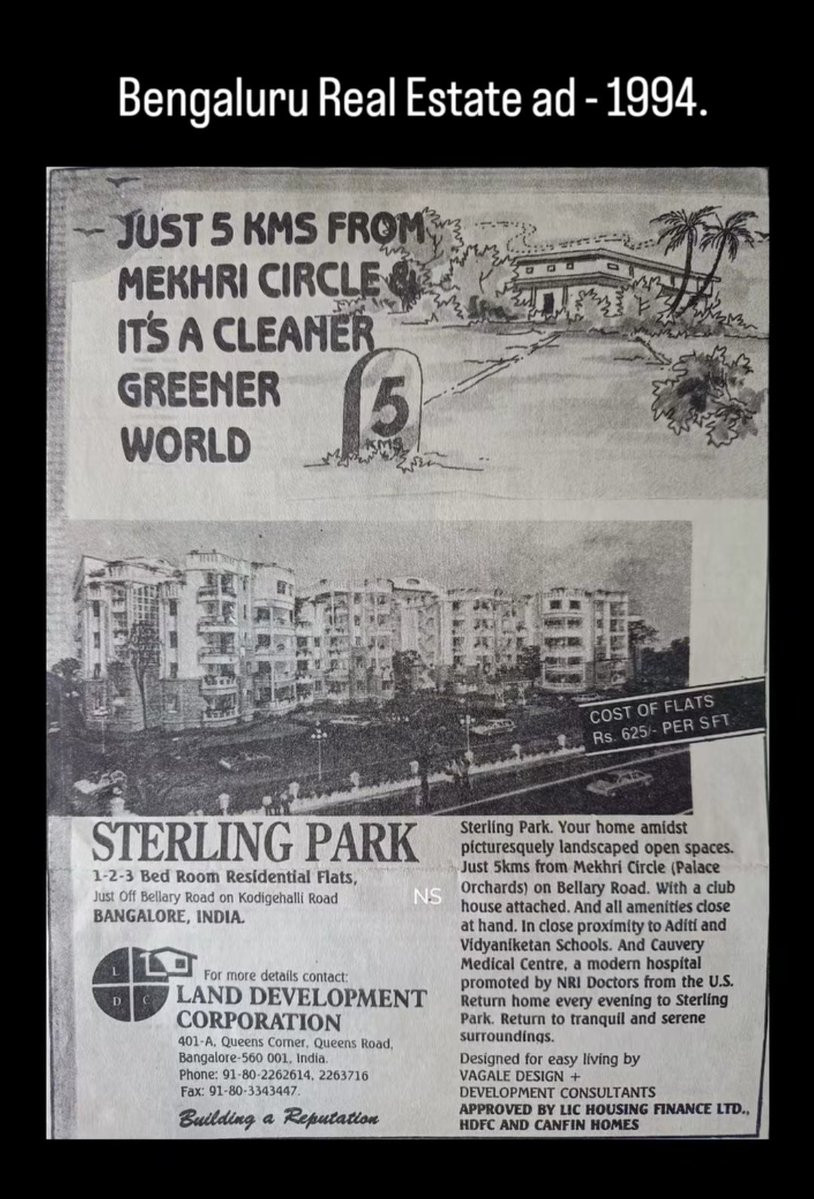 Bengaluru Real Estate ad - 1994.
JUST 5 KMS FROM
MEKHRI CIRCLE &
IT'S A CLEANER
GREENER
WORLD
5
KMS
COST OF FLATS
Rs. 625/- PER SFT
STERLING PARK
1-2-3 Bed Room Residential Flats,
Just Off Bellary Road on Kodigehalli Road
BANGALORE, INDIA.
NS
L
D C
For more details contact:
LAND DEVELOPMENT
CORPORATION
401-A, Queens Corner, Queens Road,
Bangalore-560 001, India.
Phone: 91-80-2262614, 2263716
Fax: 91-80-3343447.
Building a Reputation
Sterling Park. Your home amidst
picturesquely landscaped open spaces.
Just 5kms from Mekhri Circle (Palace
Orchards) on Bellary Road. With a club
house attached. And all amenities close
at hand. In close proximity to Aditi and
Vidyaniketan Schools. And Cauvery
Medical Centre, a modern hospital
promoted by NRI Doctors from the U.S.
Return home every evening to Sterling
Park. Return to tranquil and serene
surroundings.
Designed for easy living by
VAGALE DESIGN +
DEVELOPMENT CONSULTANTS
APPROVED BY LIC HOUSING FINANCE LTD.,
HDFC AND CANFIN HOMES